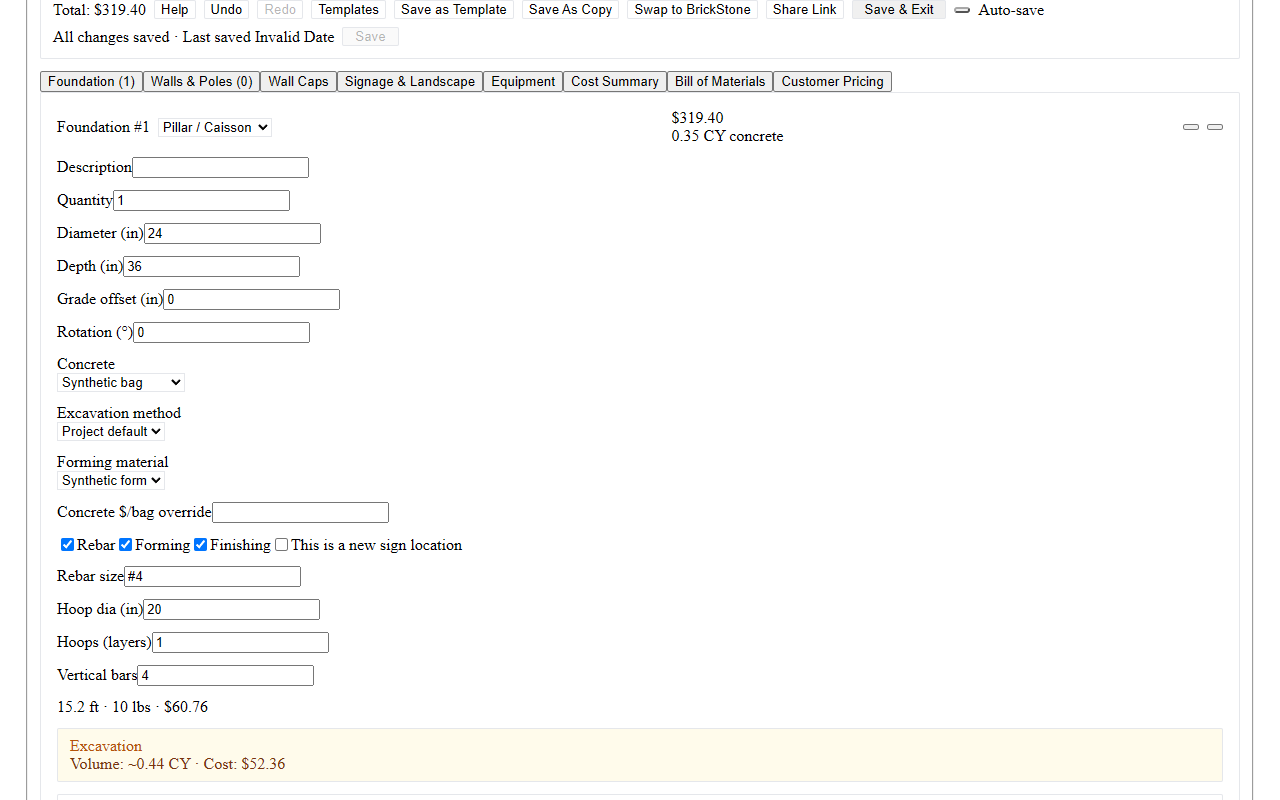 Total: $319.40 Help Undo Redo Templates Save as Template Save As Copy Swap to BrickStone Share Link Save & Exit Auto-save
All changes saved · Last saved Invalid Date Save
Foundation (1) Walls & Poles (0) Wall Caps Signage & Landscape Equipment Cost Summary Bill of Materials Customer Pricing
Foundation #1 Pillar / Caisson
$319.40
0.35 CY concrete
Description
Quantity 1
Diameter (in) 24
Depth (in) 36
Grade offset (in) 0
Rotation (°) 0
Concrete
Synthetic bag
Excavation method
Project default
Forming material
Synthetic form
Concrete $/bag override
Rebar Forming Finishing This is a new sign location
Rebar size #4
Hoop dia (in) 20
Hoops (layers) 1
Vertical bars 4
15.2 ft · 10 lbs · $60.76
Excavation
Volume: ~0.44 CY · Cost: $52.36